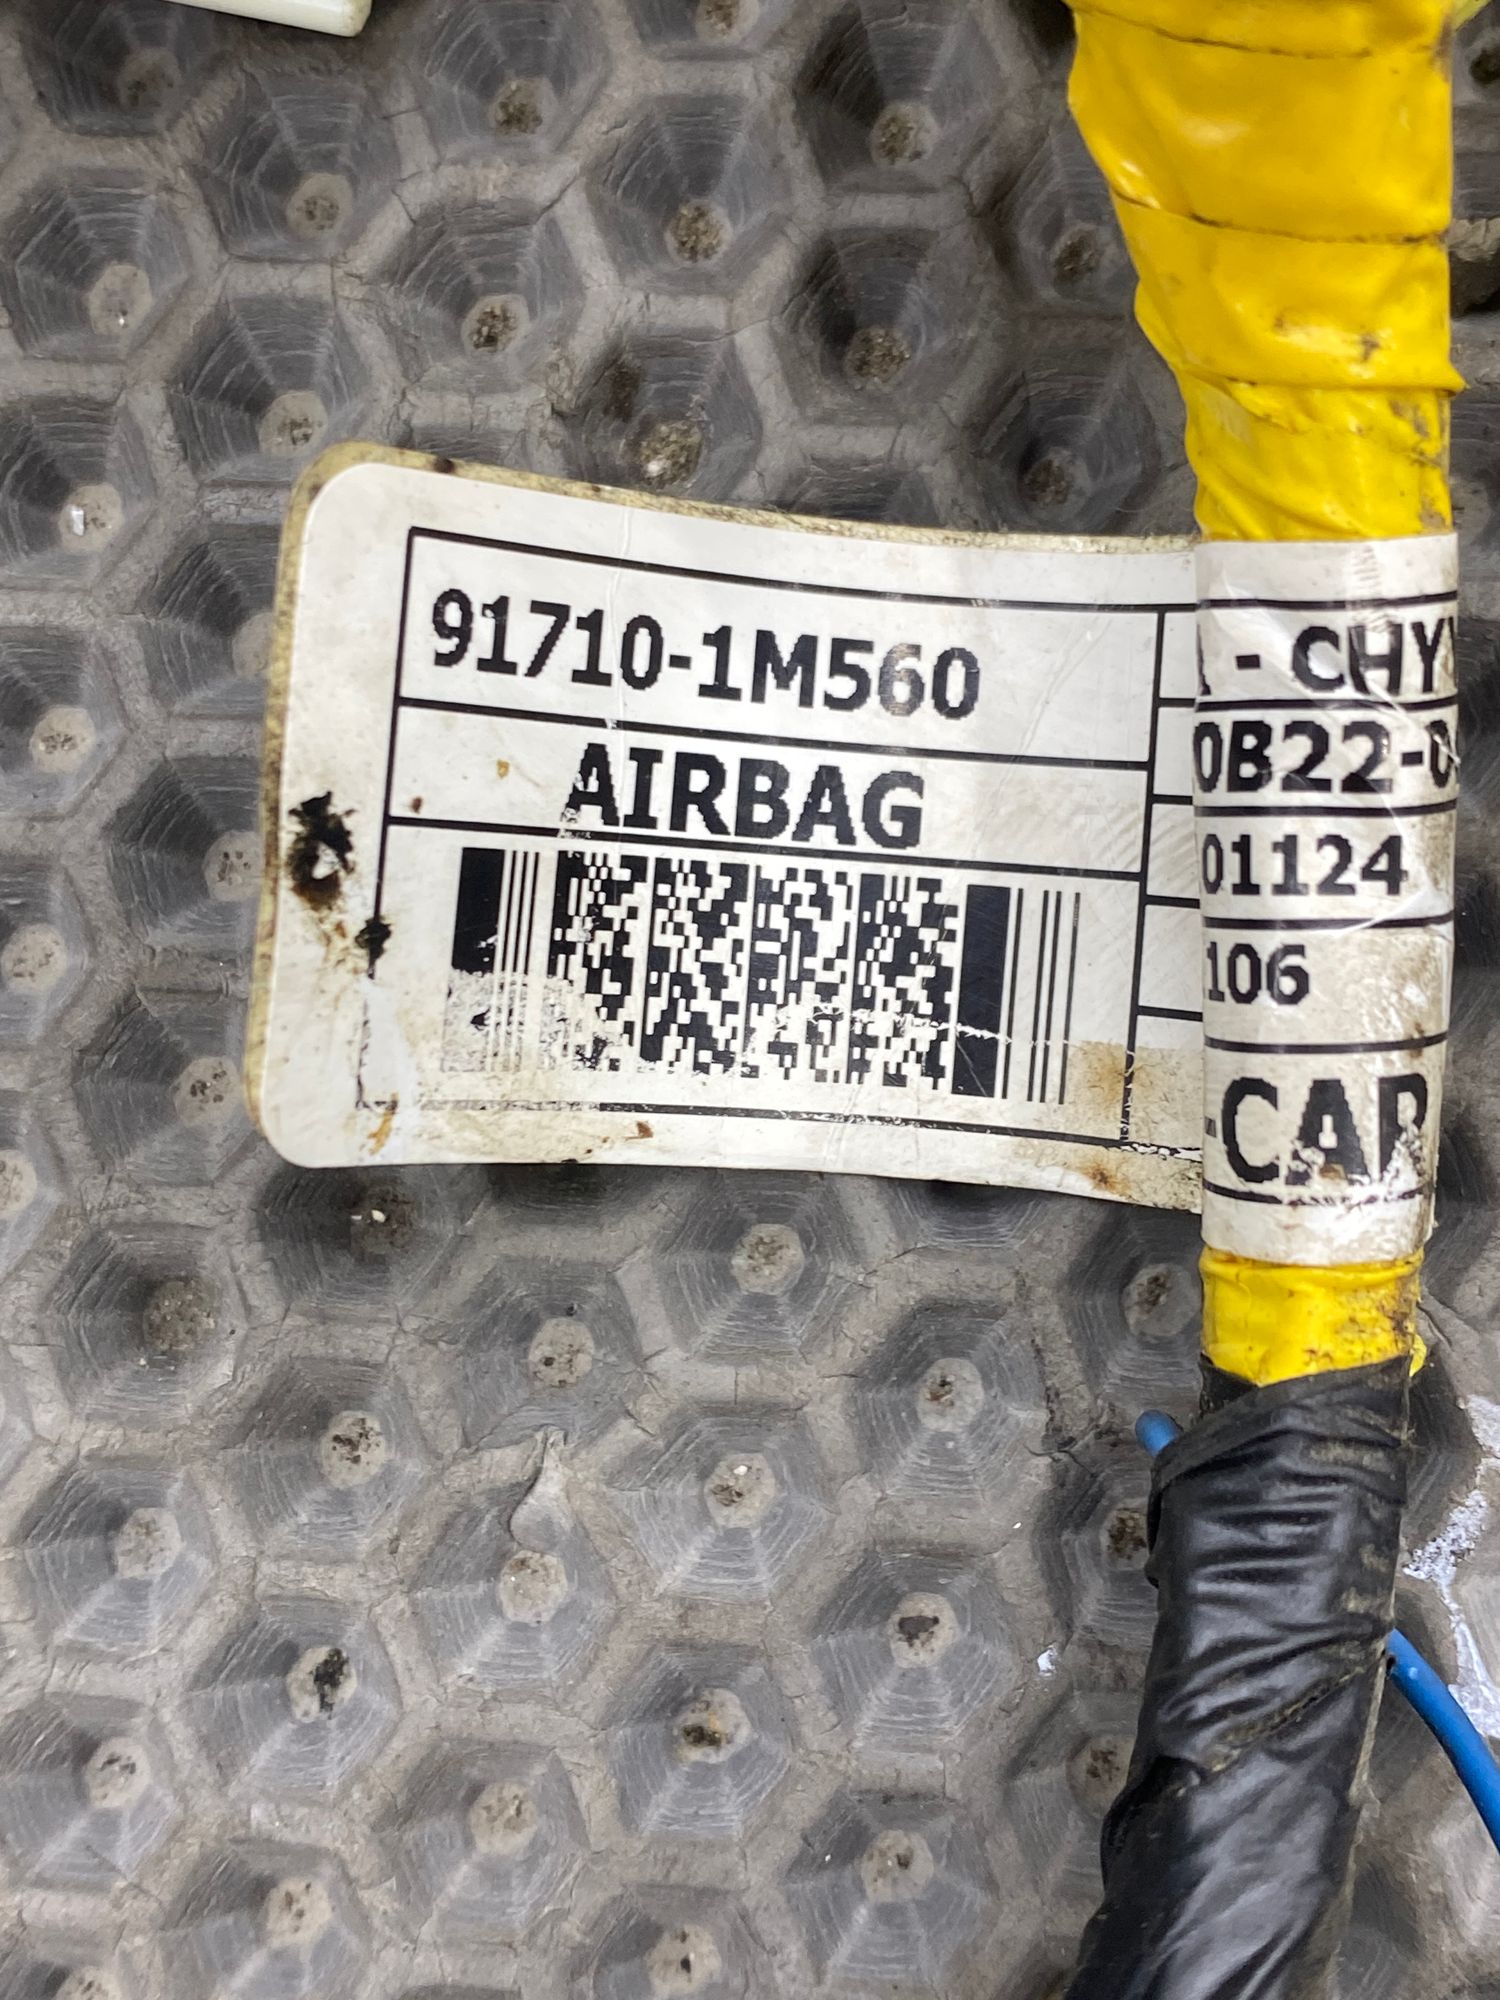 91710-1M560
AIRBAG
- CHY
0B22-0
01124
106
-CAR